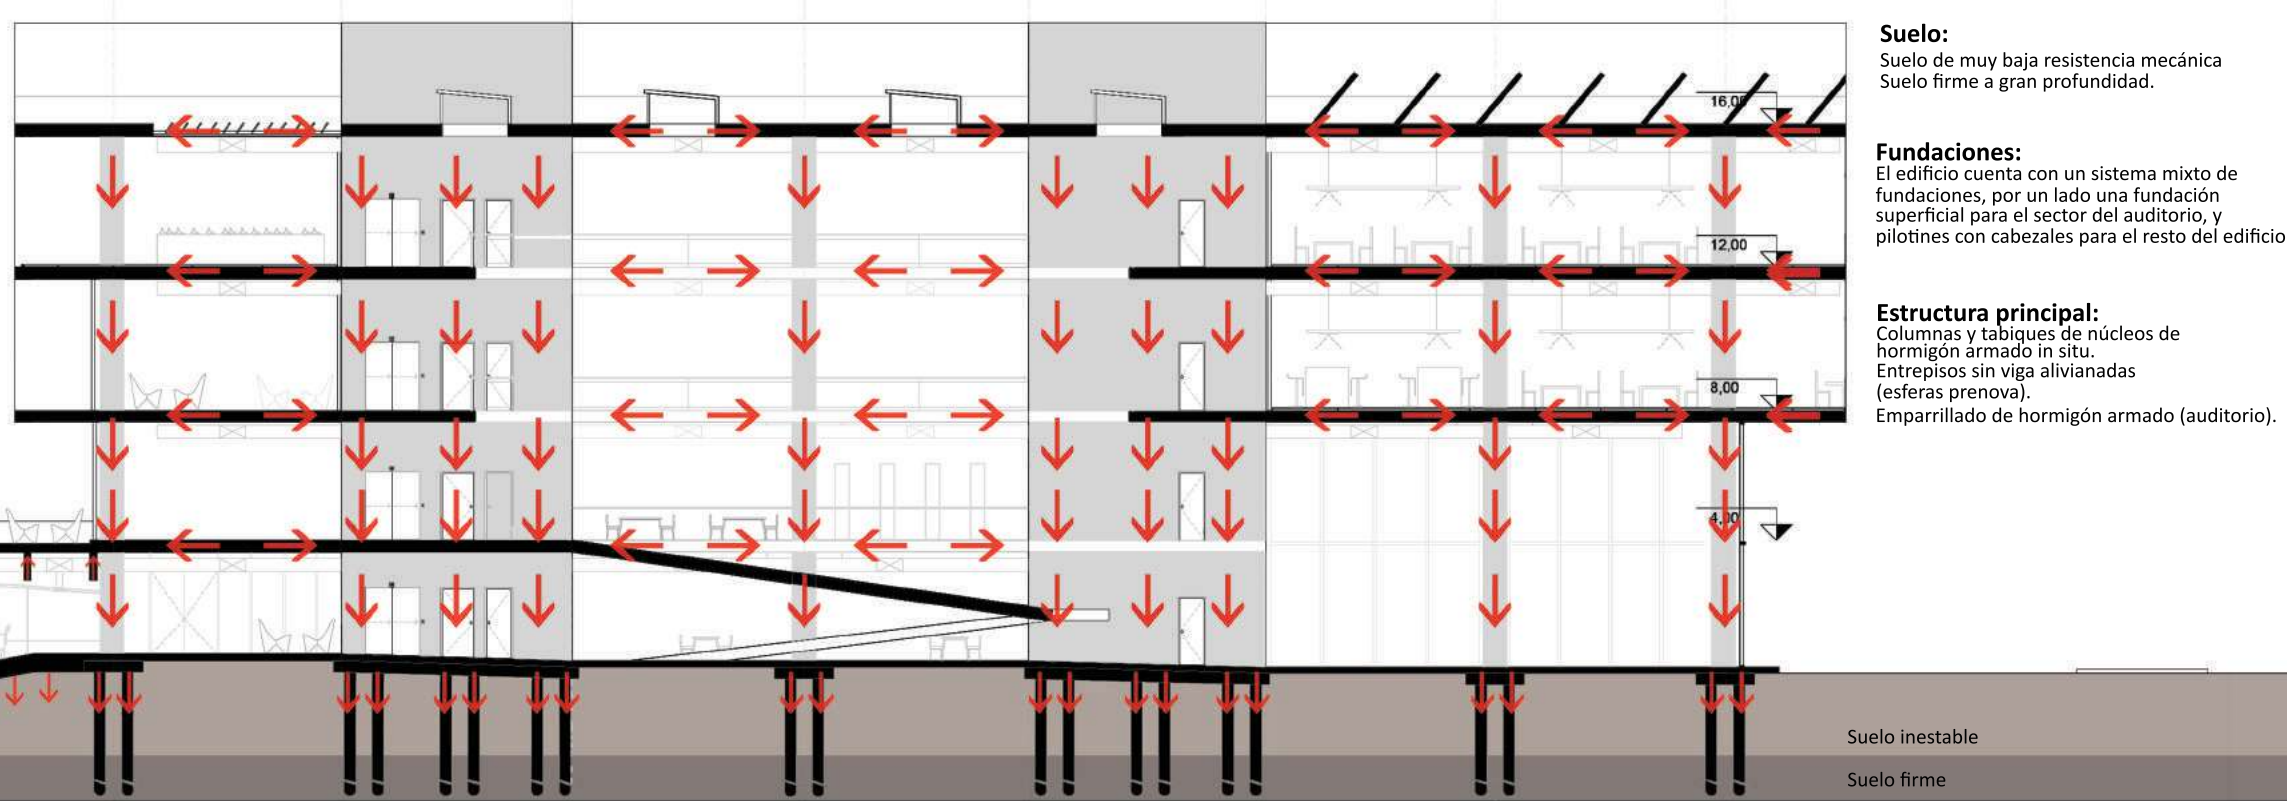 Suelo:
Suelo de muy baja resistencia mecánica
Suelo firme a gran profundidad.
16,00
Fundaciones:
El edificio cuenta con un sistema mixto de
fundaciones, por un lado una fundación
superficial para el sector del auditorio, y
pilotines con cabezales para el resto del edificio
12,00
Estructura principal:
Columnas y tabiques de núcleos de
hormigón armado in situ.
Entrepisos sin viga alivianadas
(esferas prenova).
Emparrillado de hormigón armado (auditorio).
8,00
4,00
Suelo inestable
Suelo firme